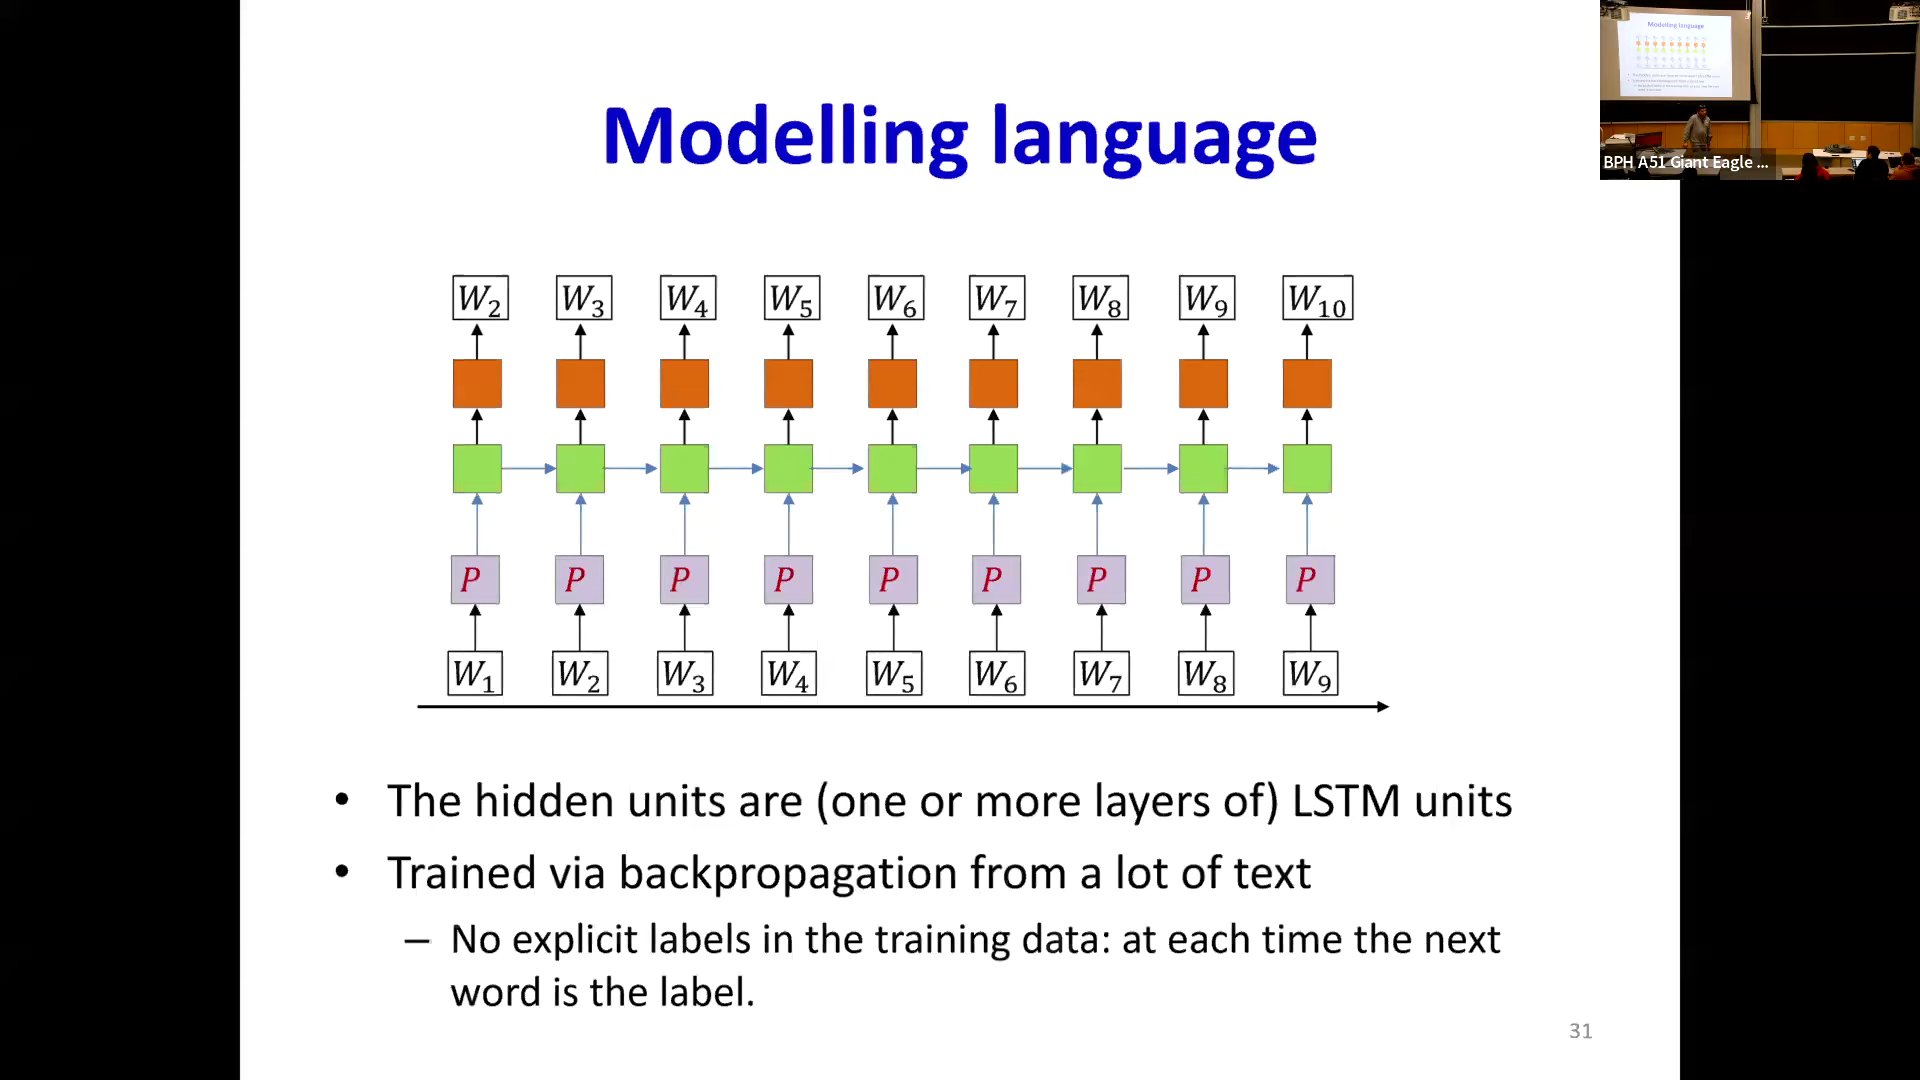 Modelling language
W2 W3 W4 W5 W6 W7 W8 W9 W10
P P P P P P P P P
W1 W2 W3 W4 W5 W6 W7 W8 W9
• The hidden units are (one or more layers of) LSTM units
• Trained via backpropagation from a lot of text
– No explicit labels in the training data: at each time the next
word is the label.
31
Modelling language
BPH A51 Giant Eagle ...